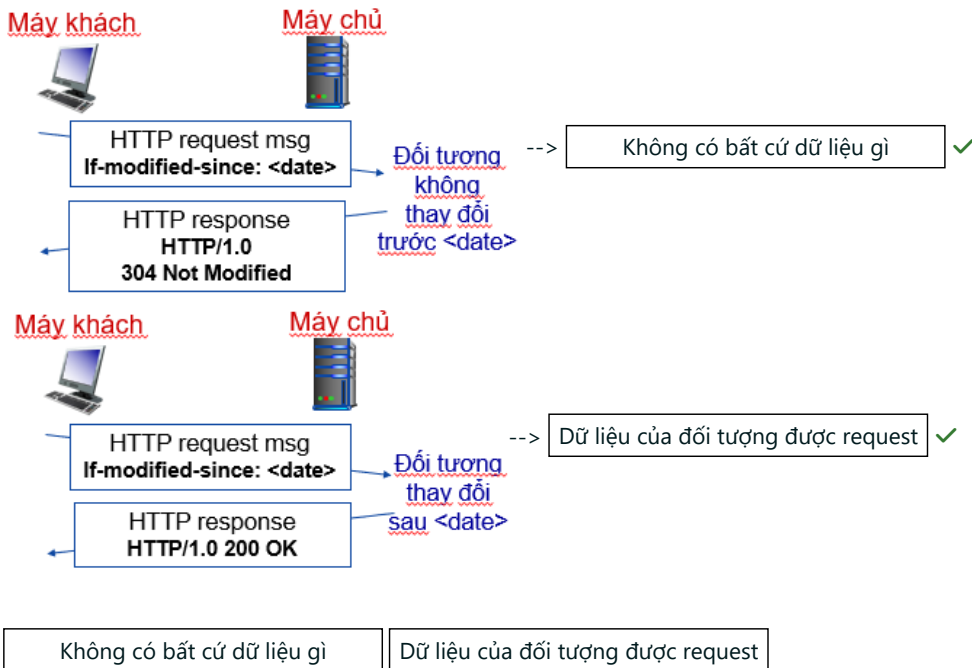 Máy khách
Máy chủ
HTTP request msg
If-modified-since: <date>
Đối tương
không
thay đổi
trước <date>
--> Không có bất cứ dữ liệu gì
HTTP response
HTTP/1.0
304 Not Modified
Máy khách
Máy chủ
HTTP request msg
If-modified-since: <date>
Đối tương
thay đổi
sau <date>
--> Dữ liệu của đối tượng được request
HTTP response
HTTP/1.0 200 OK
Không có bất cứ dữ liệu gì
Dữ liệu của đối tượng được request